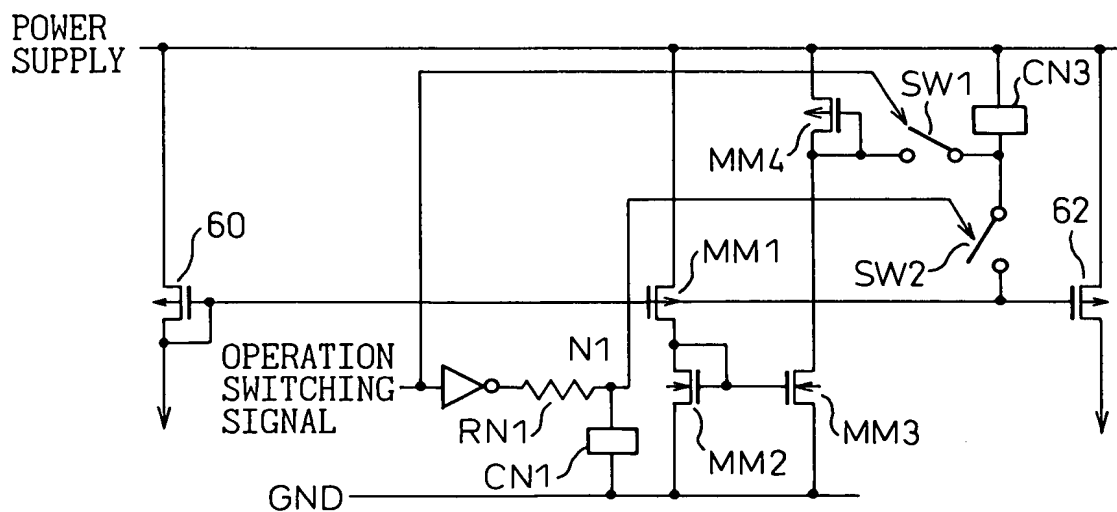 POWER
SUPPLY
SW1
CN3
MM4
60
62
MM1
SW2
OPERATION
SWITCHING
SIGNAL
N1
RN1
CN1
MM2
MM3
GND